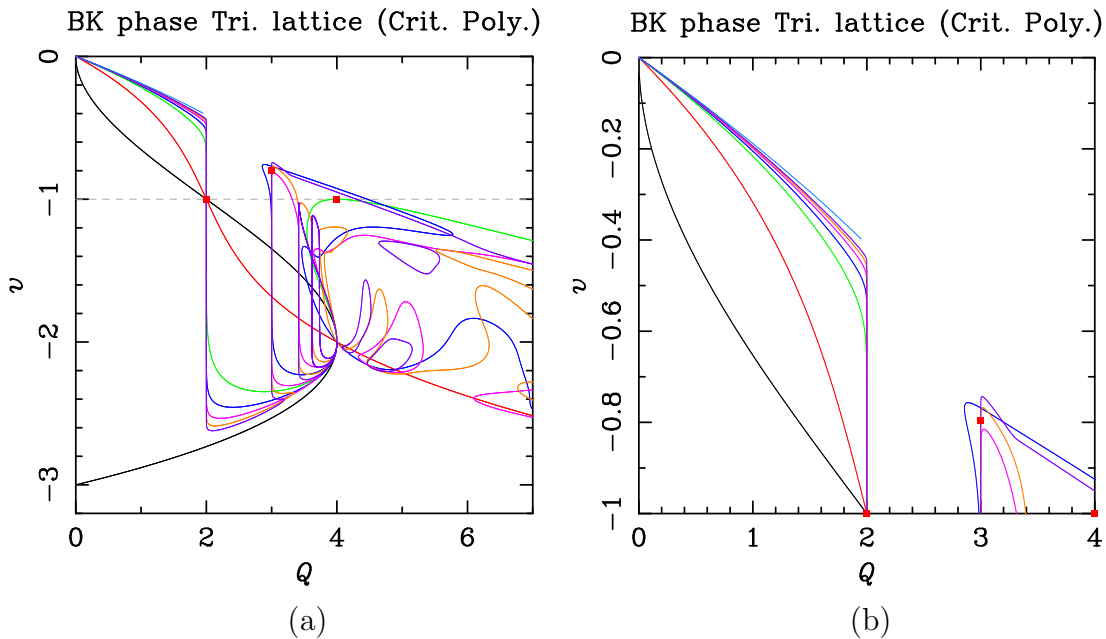 BK phase Tri. lattice (Crit. Poly.)
0
−1
−2
−3
v
0 2 4 6
Q
(a)
BK phase Tri. lattice (Crit. Poly.)
0
−0.2
−0.4
−0.6
−0.8
−1
v
0 1 2 3 4
Q
(b)